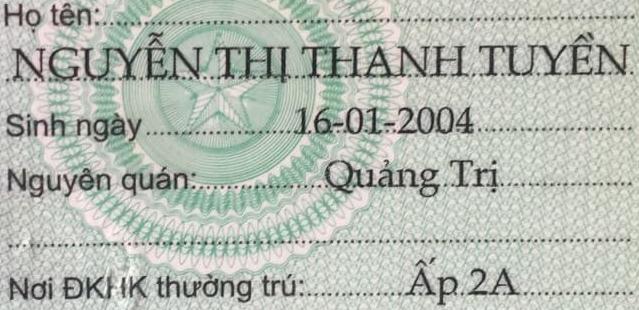 Họ tên:
NGUYỄN THỊ THANH TUYỀN
Sinh ngày 16-01-2004
Nguyên quán: Quảng Trị
Nơi ĐKHK thường trú: Ấp 2A